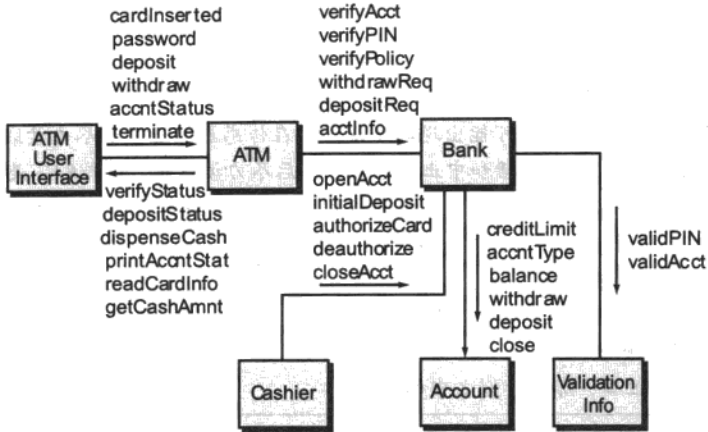 cardInserted
password
deposit
withdraw
accntStatus
terminate
verifyAcct
verifyPIN
verifyPolicy
withdrawReq
depositReq
acctInfo
ATM
User
Interface
ATM
Bank
verifyStatus
depositStatus
dispenseCash
printAccntStat
readCardInfo
getCashAmnt
openAcct
initialDeposit
authorizeCard
deauthorize
closeAcct
creditLimit
accntType
balance
withdraw
deposit
close
validPIN
validAcct
Cashier
Account
Validation
Info